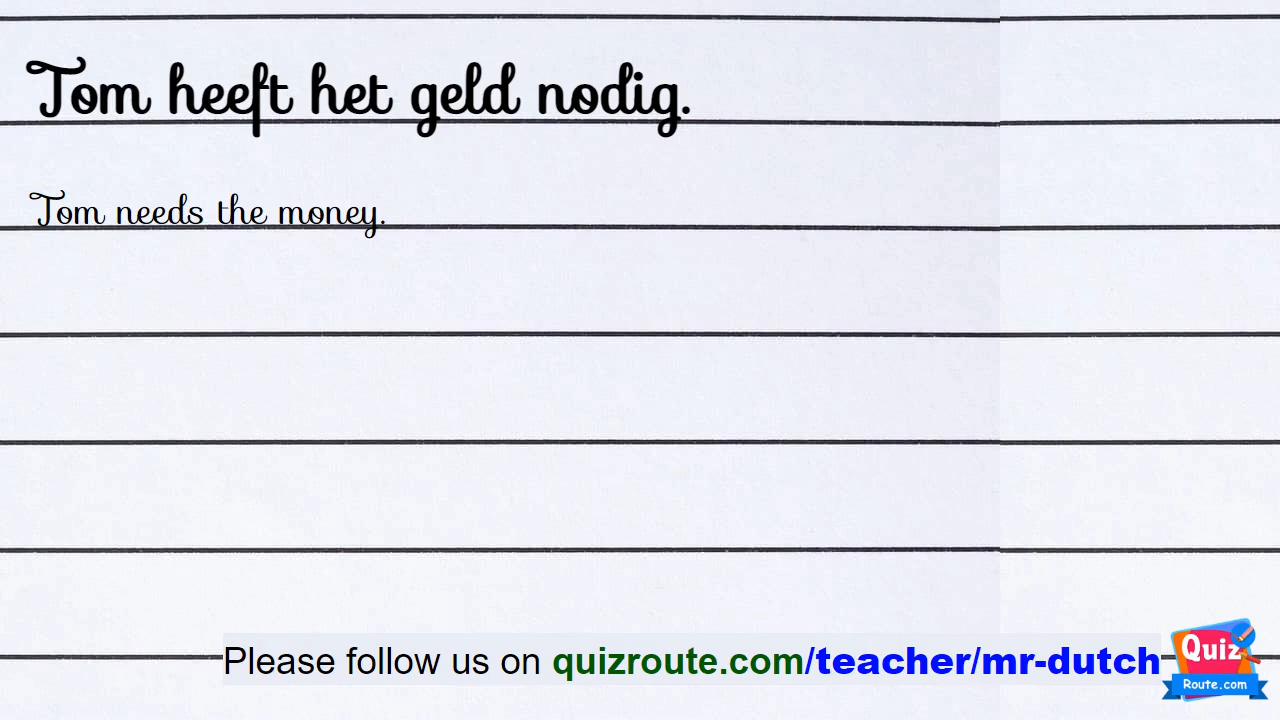 Tom heeft het geld nodig.
Tom needs the money.
Please follow us on quizroute.com/teacher/mr-dutch
Quiz
Route.com